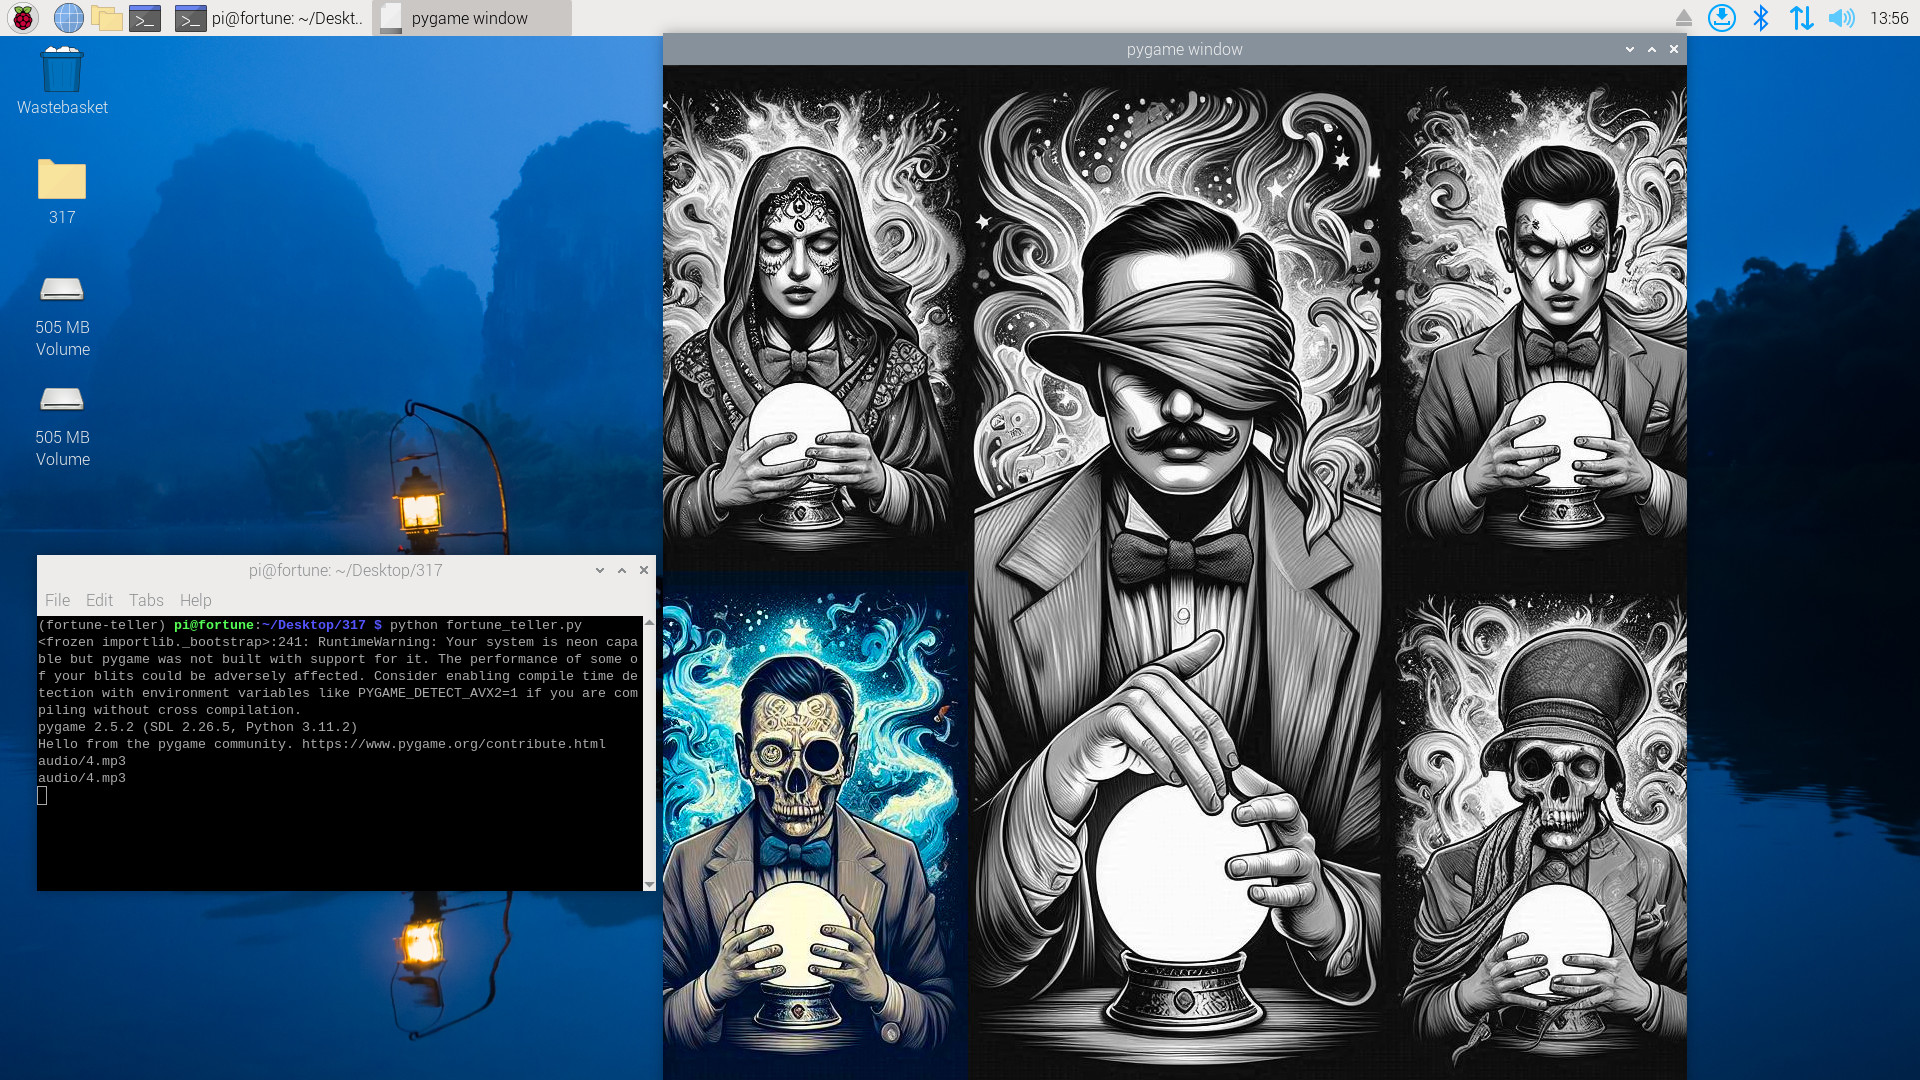 pi@fortune: ~/Deskt..
pygame window
13:56
pygame window
Wastebasket
317
505 MB
Volume
505 MB
Volume
pi@fortune: ~/Desktop/317
File Edit Tabs Help
(fortune-teller) pi@fortune:~/Desktop/317 $ python fortune_teller.py
<frozen importlib._bootstrap>:241: RuntimeWarning: Your system is neon capa
ble but pygame was not built with support for it. The performance of some o
f your blits could be adversely affected. Consider enabling compile time de
tection with environment variables like PYGAME_DETECT_AVX2=1 if you are com
piling without cross compilation.
pygame 2.5.2 (SDL 2.26.5, Python 3.11.2)
Hello from the pygame community. https://www.pygame.org/contribute.html
audio/4.mp3
audio/4.mp3